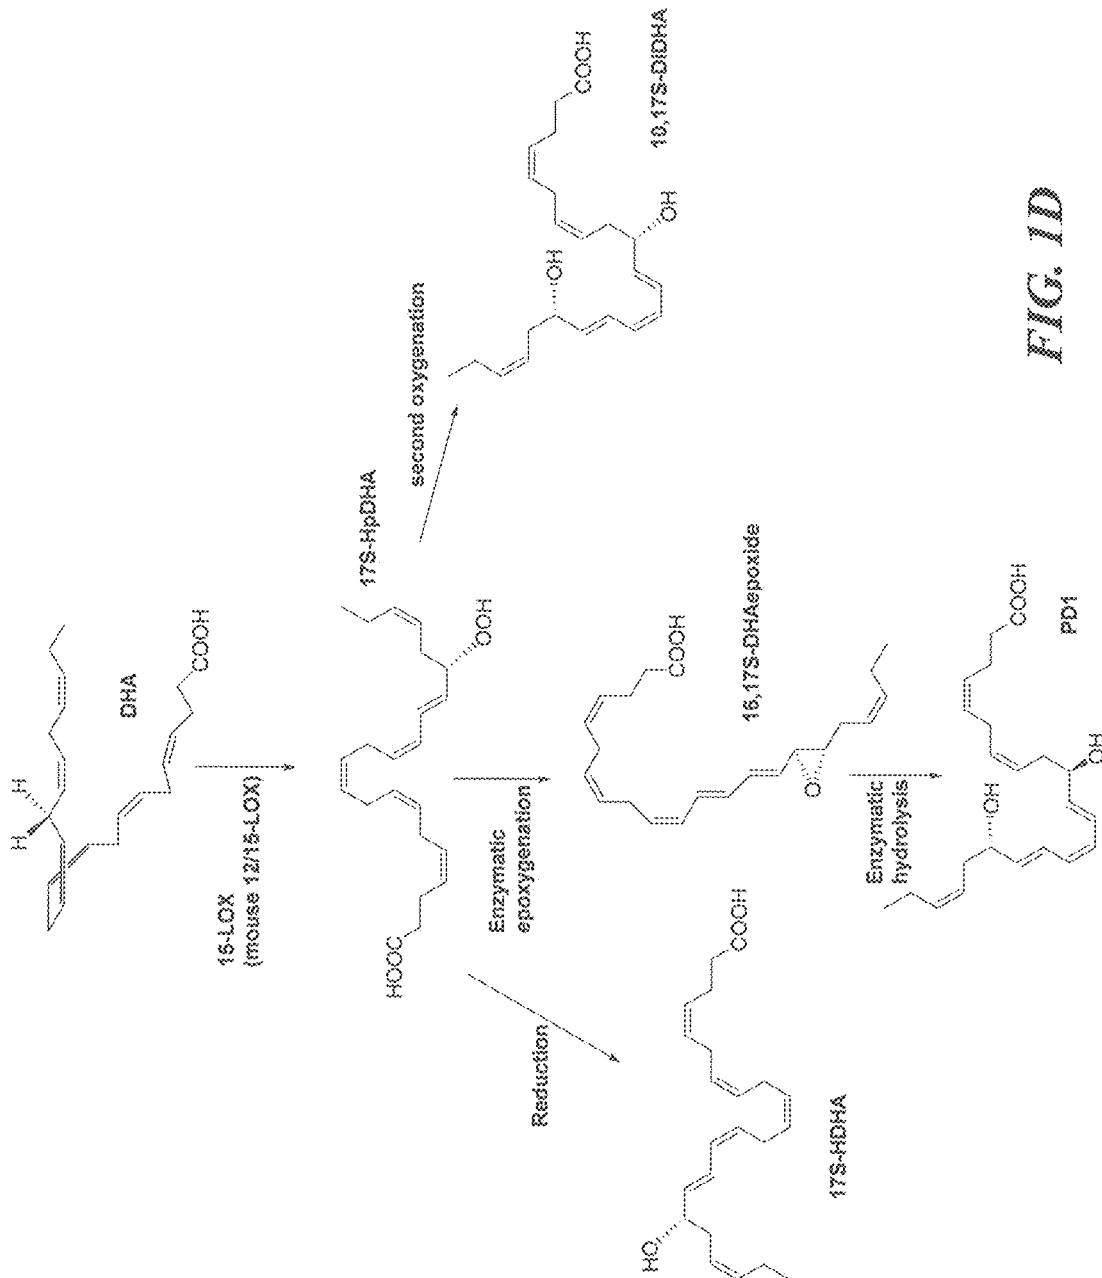 H
H
DHA
COOH
15-LOX
(mouse 12/15-LOX)
17S-HpDHA
HOOC
OOH
Reduction
Enzymatic
epoxygenation
second oxygenation
HO
COOH
17S-HDHA
COOH
O
16,17S-DHAepoxide
OH
OH
COOH
10,17S-DiDHA
Enzymatic
hydrolysis
OH
OH
COOH
PD1
FIG. 1D